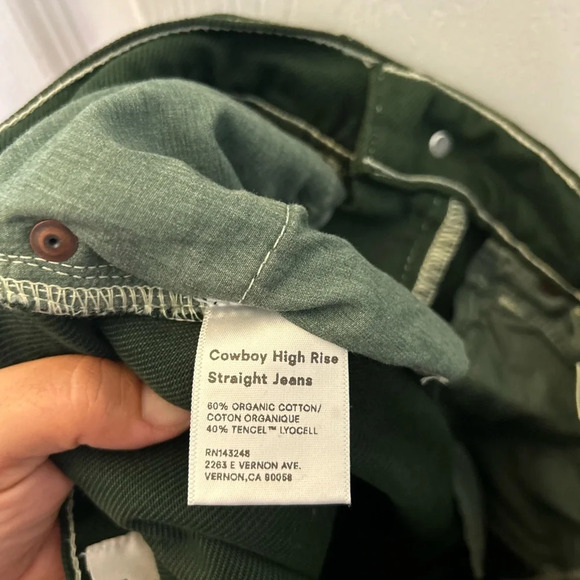 Cowboy High Rise
Straight Jeans
60% ORGANIC COTTON/
COTON ORGANIQUE
40% TENCEL™ LYOCELL
RN143248
2263 E VERNON AVE.
VERNON,CA 90058